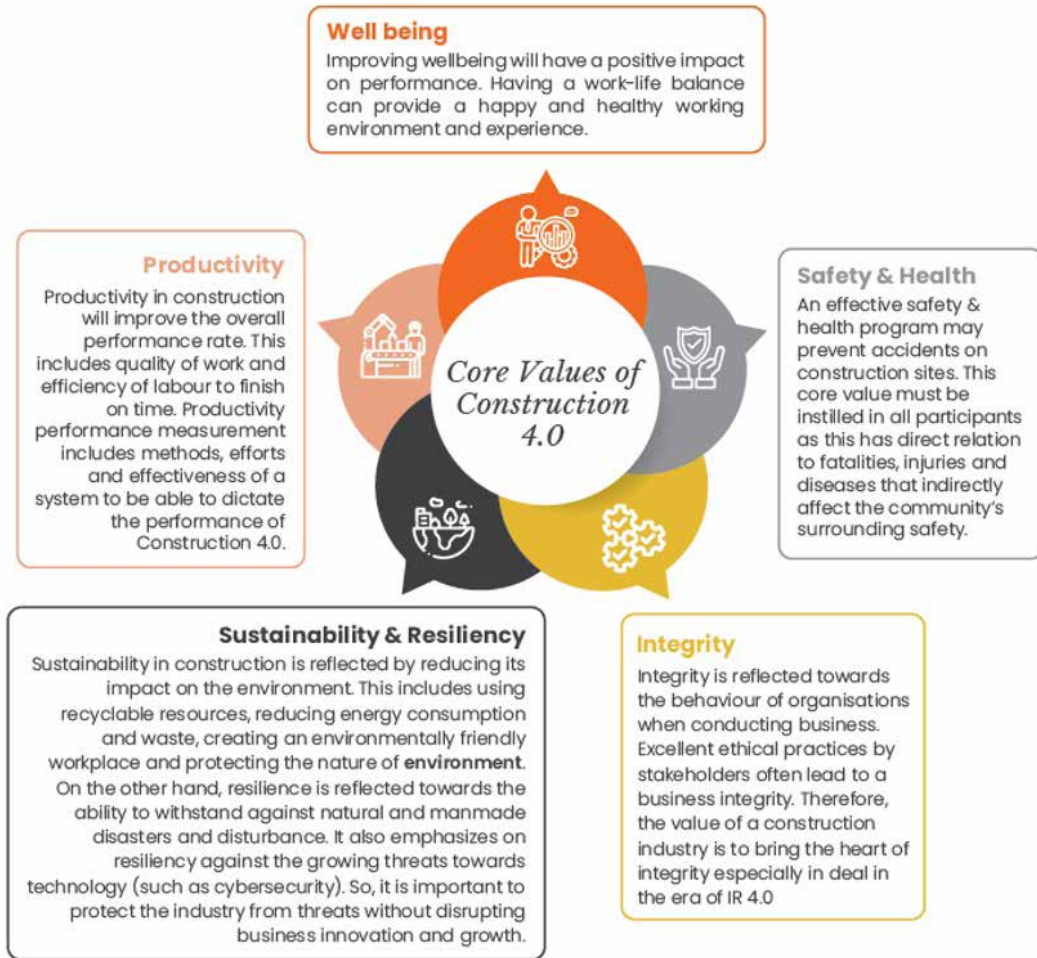 Well being
Improving wellbeing will have a positive impact
on performance. Having a work-life balance
can provide a happy and healthy working
environment and experience.
Productivity
Productivity in construction
will improve the overall
performance rate. This
includes quality of work and
efficiency of labour to finish
on time. Productivity
performance measurement
includes methods, efforts
and effectiveness of a
system to be able to dictate
the performance of
Construction 4.0.
Core Values of
Construction
4.0
Safety & Health
An effective safety &
health program may
prevent accidents on
construction sites. This
core value must be
instilled in all participants
as this has direct relation
to fatalities, injuries and
diseases that indirectly
affect the community's
surrounding safety.
Sustainability & Resiliency
Sustainability in construction is reflected by reducing its
impact on the environment. This includes using
recyclable resources, reducing energy consumption
and waste, creating an environmentally friendly
workplace and protecting the nature of environment.
On the other hand, resilience is reflected towards the
ability to withstand against natural and manmade
disasters and disturbance. It also emphasizes on
resiliency against the growing threats towards
technology (such as cybersecurity). So, it is important to
protect the industry from threats without disrupting
business innovation and growth.
Integrity
Integrity is reflected towards
the behaviour of organisations
when conducting business.
Excellent ethical practices by
stakeholders often lead to a
business integrity. Therefore,
the value of a construction
industry is to bring the heart of
integrity especially in deal in
the era of IR 4.0